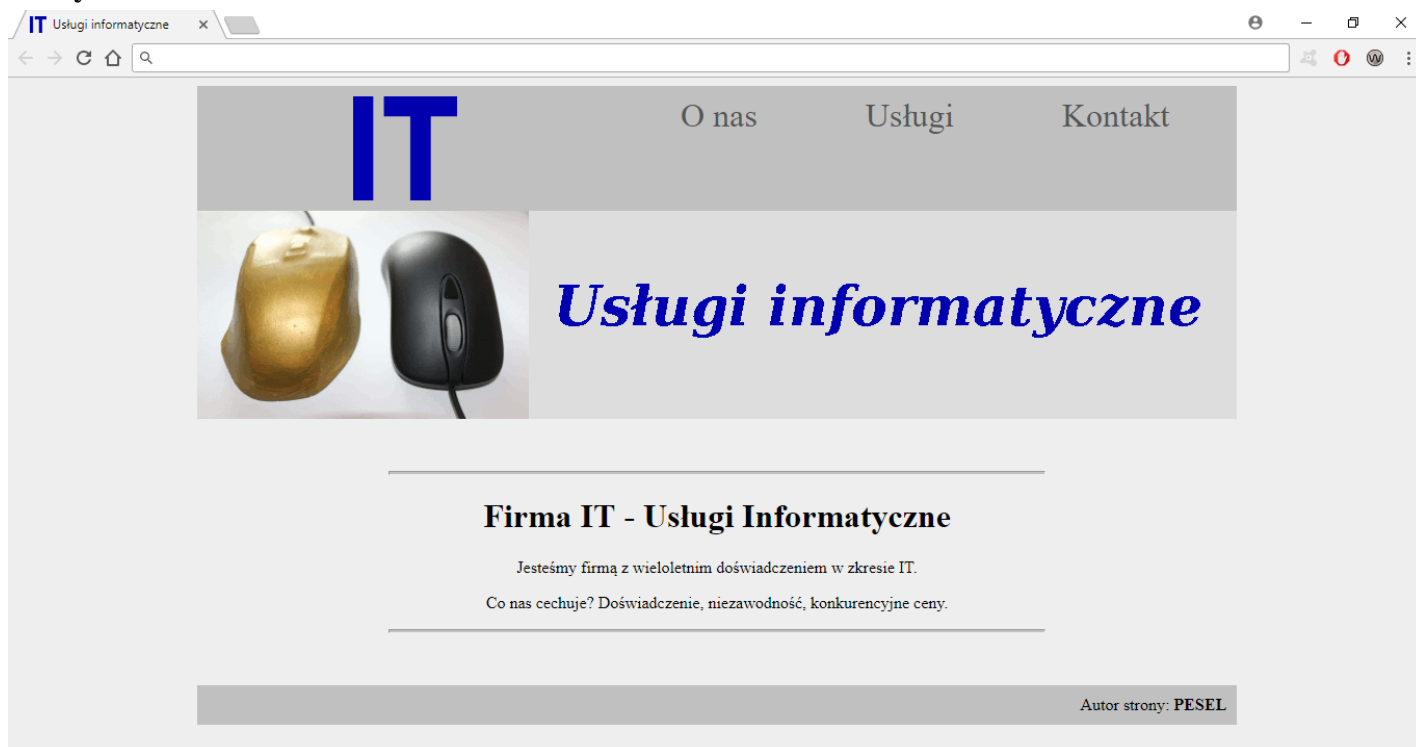 IT Usługi informatyczne
IT
O nas Usługi Kontakt
Usługi informatyczne
Firma IT - Usługi Informatyczne
Jesteśmy firmą z wieloletnim doświadczeniem w zkresie IT.
Co nas cechuje? Doświadczenie, niezawodność, konkurencyjne ceny.
Autor strony: PESEL